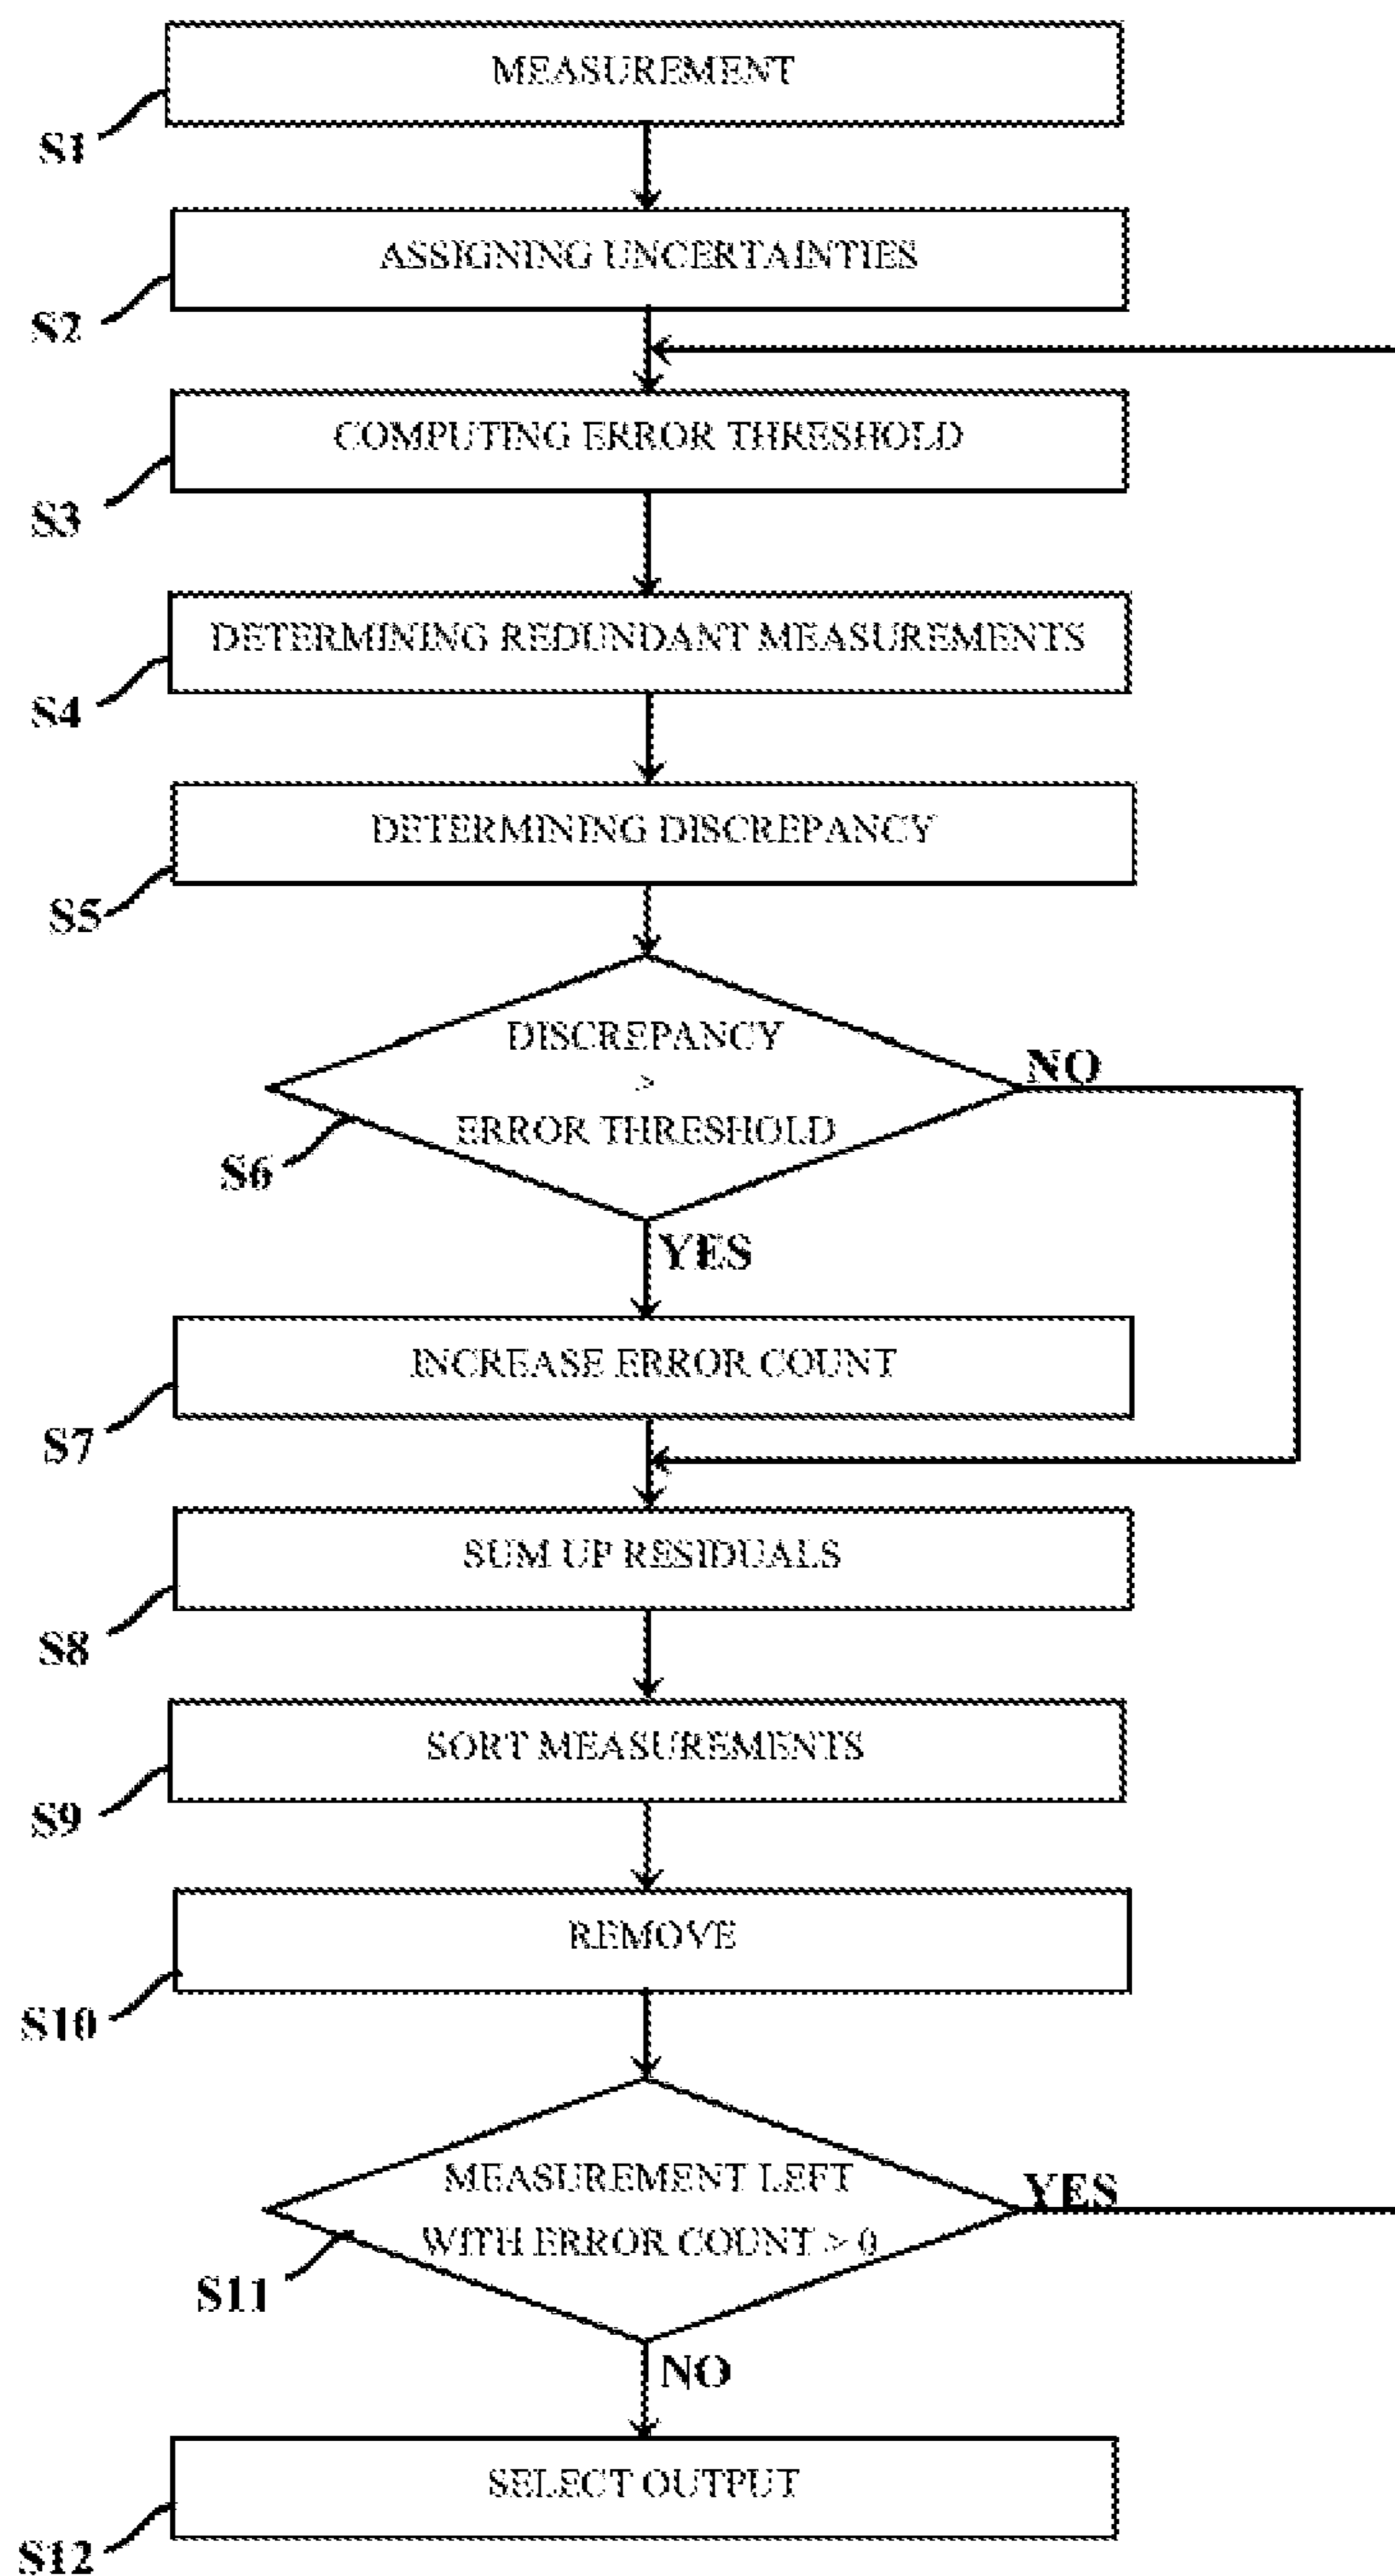 MEASUREMENT
S1
ASSIGNING UNCERTAINTIES
S2
COMPUTING ERROR THRESHOLD
S3
DETERMINING REDUNDANT MEASUREMENTS
S4
DETERMINING DISCREPANCY
S5
DISCREPANCY
>
ERROR THRESHOLD
NO
S6
YES
INCREASE ERROR COUNT
S7
SUM UP RESIDUALS
S8
SORT MEASUREMENTS
S9
REMOVE
S10
MEASUREMENT LEFT
WITH ERROR COUNT > 0
YES
S11
NO
SELECT OUTPUT
S12